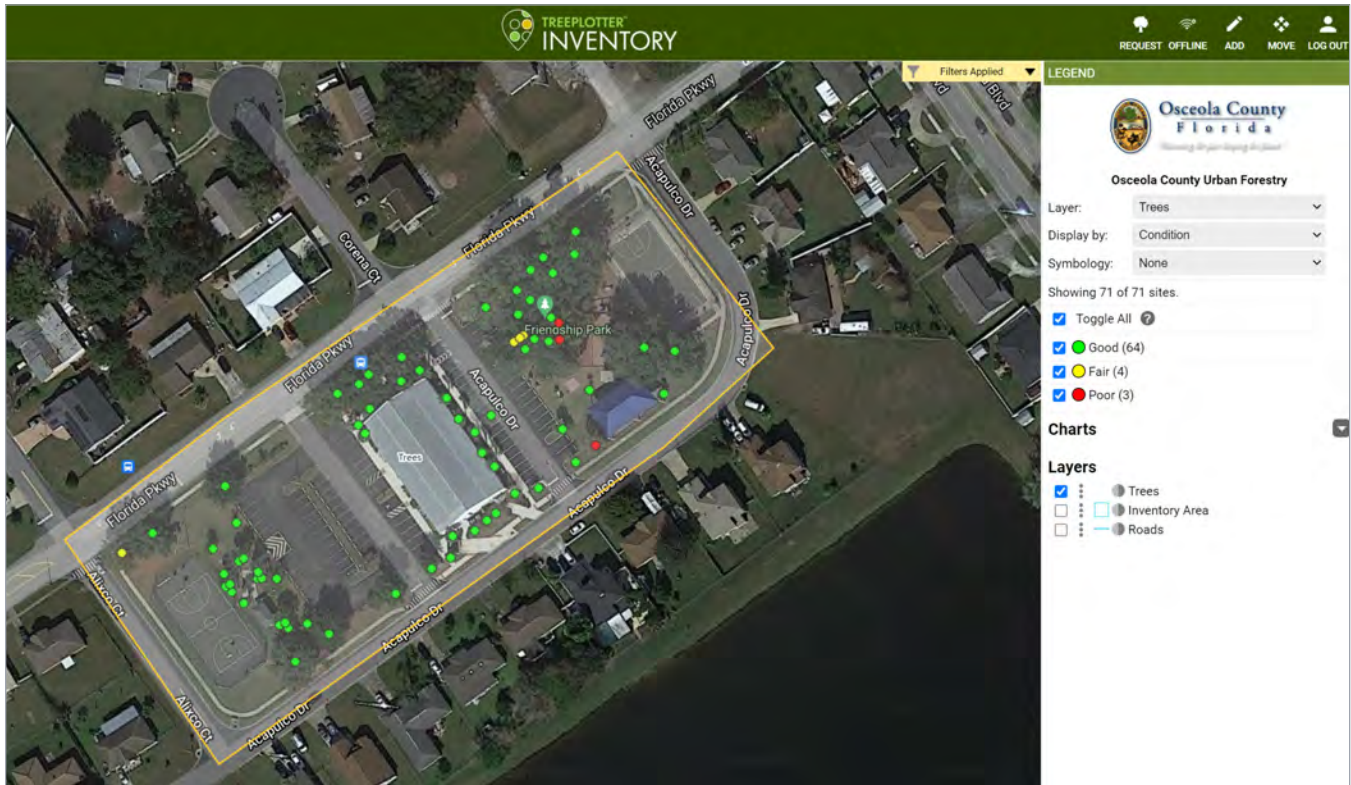 TREEPLOTTER™
INVENTORY
REQUEST OFFLINE ADD MOVE LOG OUT
Filters Applied
LEGEND
Osceola County
Florida
Osceola County Urban Forestry
Layer: Trees
Display by: Condition
Symbology: None
Showing 71 of 71 sites.
Toggle All ?
Good (64)
Fair (4)
Poor (3)
Charts
Layers
Trees
Inventory Area
Roads
Blvd
Florida Pkwy
Acapulco Dr
Florida Pkwy
Corena Ct
Acapulco Dr
Friendship Park
Florida Pkwy
Acapulco Dr
Trees
Florida Pkwy
Acapulco Dr
Alixco Ct
Acapulco Dr
Alixco Ct
Acapulco Dr